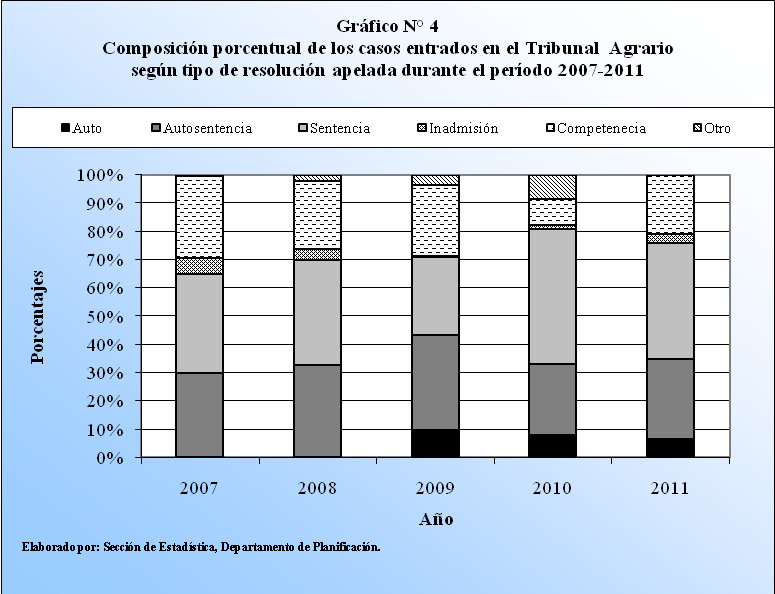 Gráfico N° 4
Composición porcentual de los casos entrados en el Tribunal Agrario
según tipo de resolución apelada durante el período 2007-2011
Auto Autosentencia Sentencia Inadmisión Competenecia Otro
100%
90%
80%
70%
60%
50%
40%
30%
20%
10%
0%
Porcentajes
2007 2008 2009 2010 2011
Año
Elaborado por: Sección de Estadística, Departamento de Planificación.